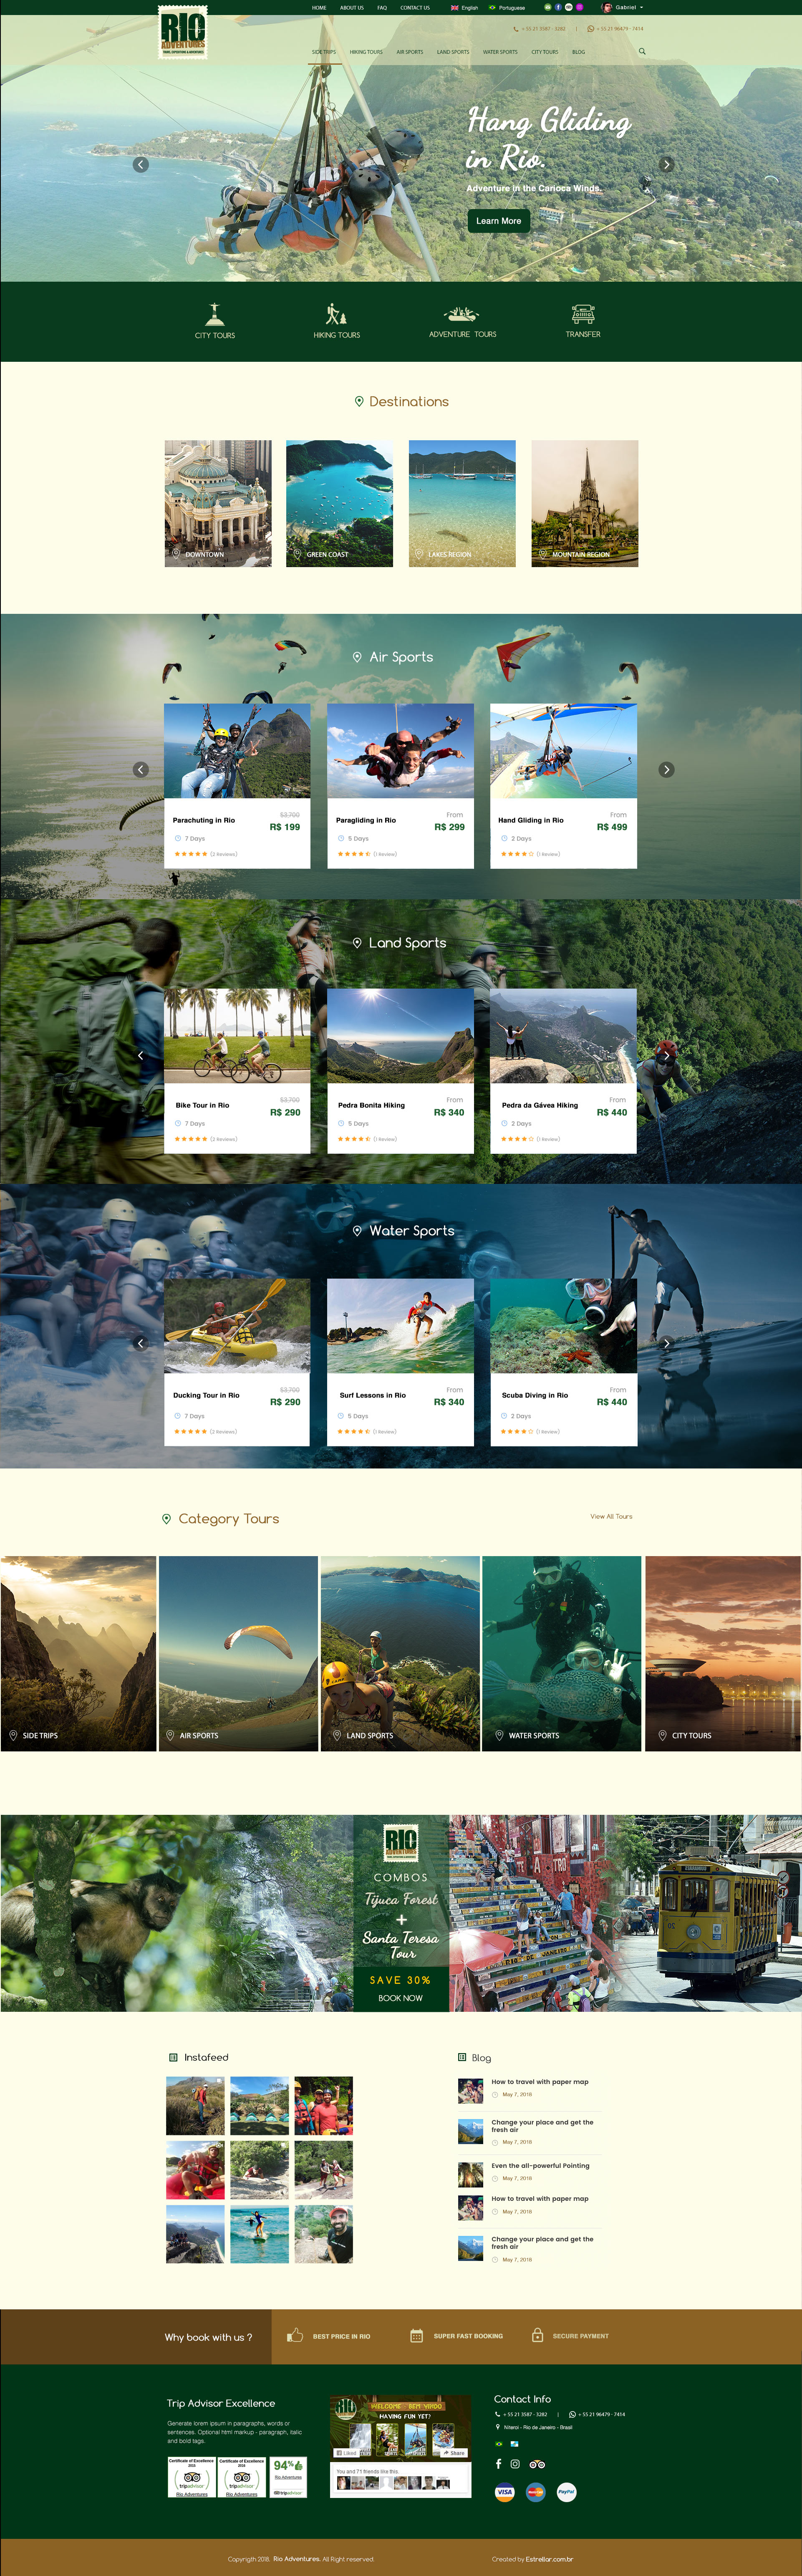 HOME ABOUT US FAQ CONTACT US English Portuguese Gabriel
RIO
ADVENTURES
+ 55 21 3587 - 3282 | + 55 21 96479 - 7414
SIDE TRIPS HIKING TOURS AIR SPORTS LAND SPORTS WATER SPORTS CITY TOURS BLOG
Hang Gliding
in Rio.
Adventure in the Carioca Winds.
Learn More
CITY TOURS HIKING TOURS ADVENTURE TOURS TRANSFER
Destinations
DOWNTOWN GREEN COAST LAKES REGION MOUNTAIN REGION
Air Sports
Parachuting in Rio
R$ 199
7 Days
(2 Reviews)
Paragliding in Rio
From
R$ 299
5 Days
(1 Review)
Hand Gliding in Rio
From
R$ 499
2 Days
(1 Review)
Land Sports
Bike Tour in Rio
R$ 290
7 Days
(2 Reviews)
Pedra Bonita Hiking
From
R$ 340
5 Days
(1 Review)
Pedra da Gávea Hiking
From
R$ 440
2 Days
(1 Review)
Water Sports
Ducking Tour in Rio
R$ 290
7 Days
(2 Reviews)
Surf Lessons in Rio
From
R$ 340
5 Days
(1 Review)
Scuba Diving in Rio
From
R$ 440
2 Days
(1 Review)
Category Tours
View All Tours
SIDE TRIPS AIR SPORTS LAND SPORTS WATER SPORTS CITY TOURS
RIO
ADVENTURES
COMBOS
Tijuca Forest
+
Santa Teresa
Tour
SAVE 30%
BOOK NOW
Instafeed
Blog
How to travel with paper map
May 7, 2016
Change your place and get the
fresh air
May 7, 2016
Even the all-powerful Pointing
May 7, 2016
How to travel with paper map
May 7, 2016
Change your place and get the
fresh air
May 7, 2016
Why book with us ?
BEST PRICE IN RIO
SUPER FAST BOOKING
SECURE PAYMENT
Trip Advisor Excellence
Generate lorem ipsum in paragraphs, words or
sentences. Optional html markup - paragraph, italic
and bold tags.
Certificate of Excellence
tripadvisor
Rio Adventures
Certificate of Excellence
tripadvisor
Rio Adventures
94%
Rio Adventures
tripadvisor
WELCOME - BEM VINDO
HAVING FUN YET?
Liked
Share
You and 71 friends like this.
Contact Info
+ 55 21 3587 - 3282 | + 55 21 96479 - 7414
Niteroi - Rio de Janeiro - Brasil
VISA PayPal
Copyrigth 2018. Rio Adventures. All Right reserved.
Created by Estrellar.com.br